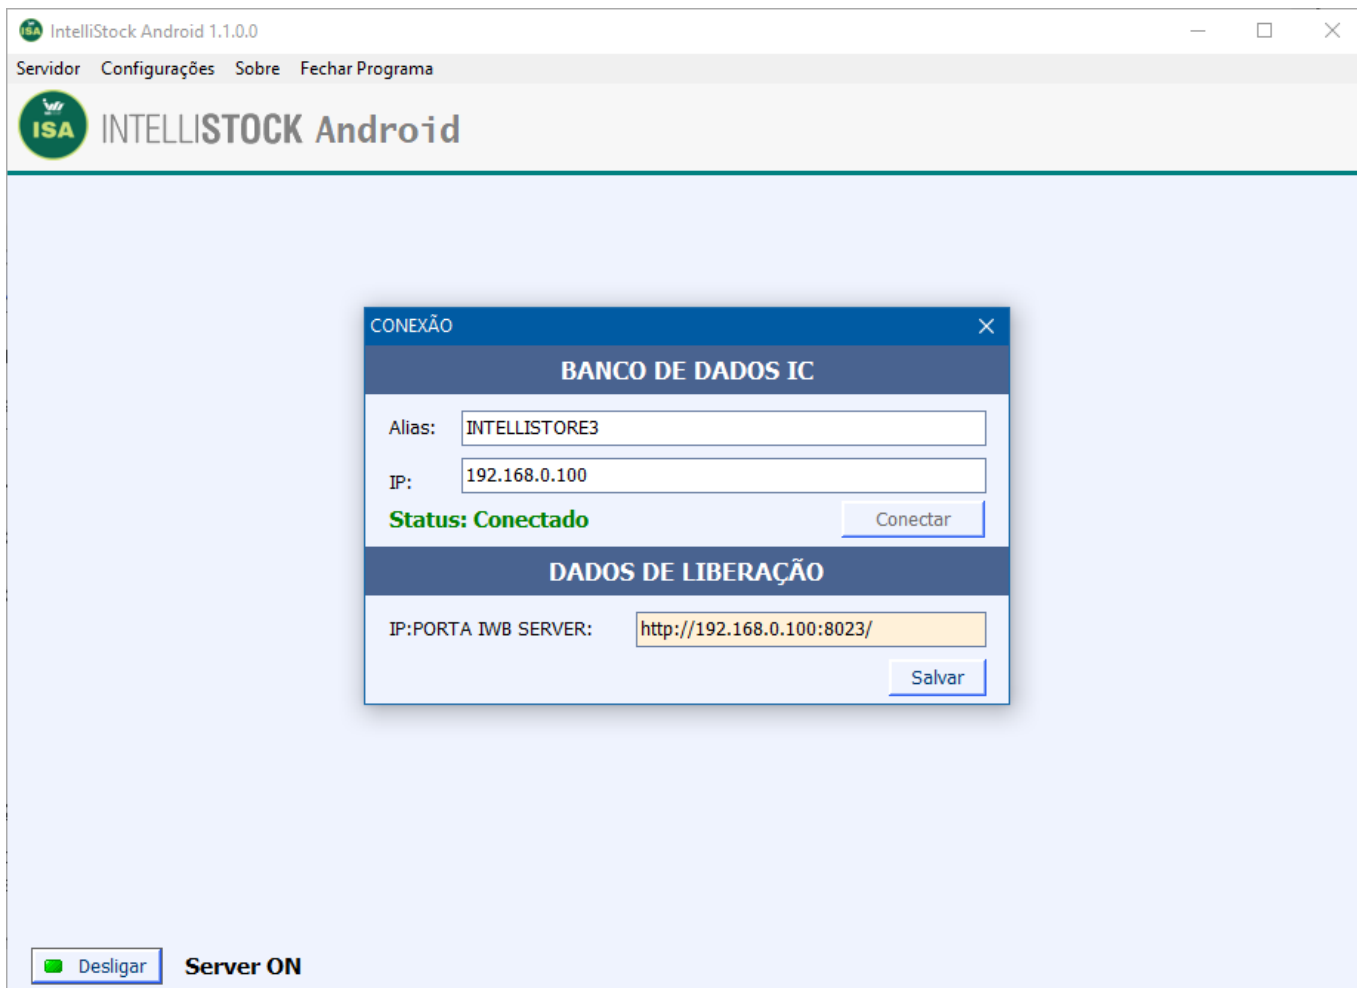 ISA IntelliStock Android 1.1.0.0
Servidor Configurações Sobre Fechar Programa
ISA INTELLISTOCK Android
CONEXÃO
BANCO DE DADOS IC
Alias: INTELLISTORE3
IP: 192.168.0.100
Status: Conectado Conectar
DADOS DE LIBERAÇÃO
IP:PORTA IWB SERVER: http://192.168.0.100:8023/
Salvar
Desligar Server ON